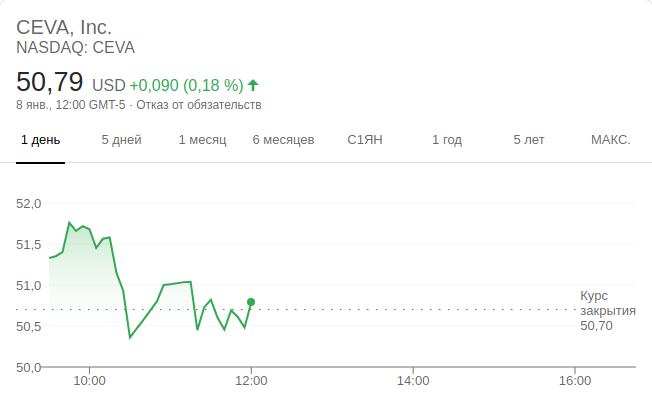 CEVA, Inc.
NASDAQ: CEVA
50,79 USD +0,090 (0,18 %)
8 янв., 12:00 GMT-5 · Отказ от обязательств
1 день 5 дней 1 месяц 6 месяцев С1ЯН 1 год 5 лет МАКС.
52,0
51,5
51,0
50,5
50,0
Курс
закрытия
50,70
10:00 12:00 14:00 16:00